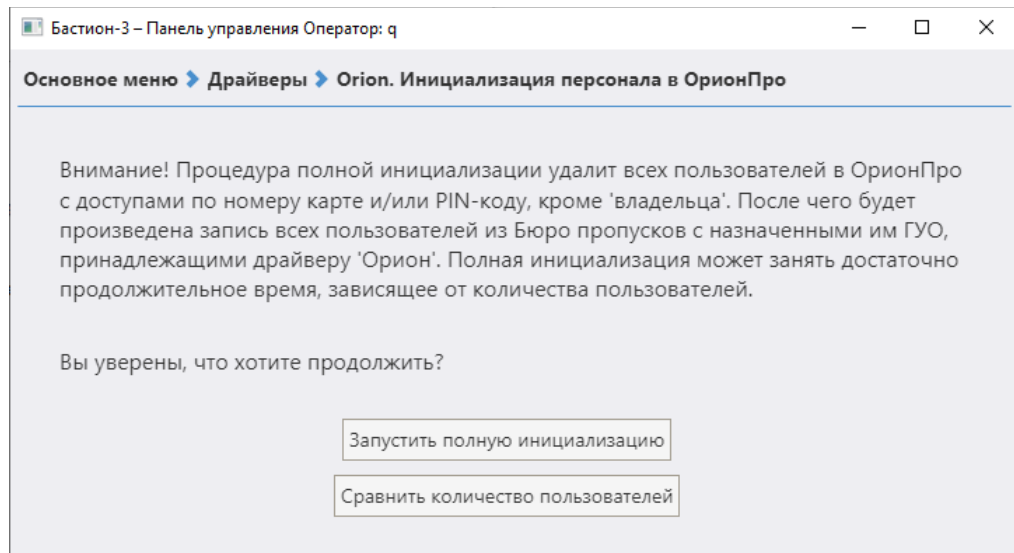 Бастион-3 – Панель управления Оператор: q
Основное меню Драйверы Orion. Инициализация персонала в ОрионПро
Внимание! Процедура полной инициализации удалит всех пользователей в ОрионПро
с доступами по номеру карте и/или PIN-коду, кроме 'владельца'. После чего будет
произведена запись всех пользователей из Бюро пропусков с назначенными им ГУО,
принадлежащими драйверу 'Орион'. Полная инициализация может занять достаточно
продолжительное время, зависящее от количества пользователей.
Вы уверены, что хотите продолжить?
Запустить полную инициализацию
Сравнить количество пользователей